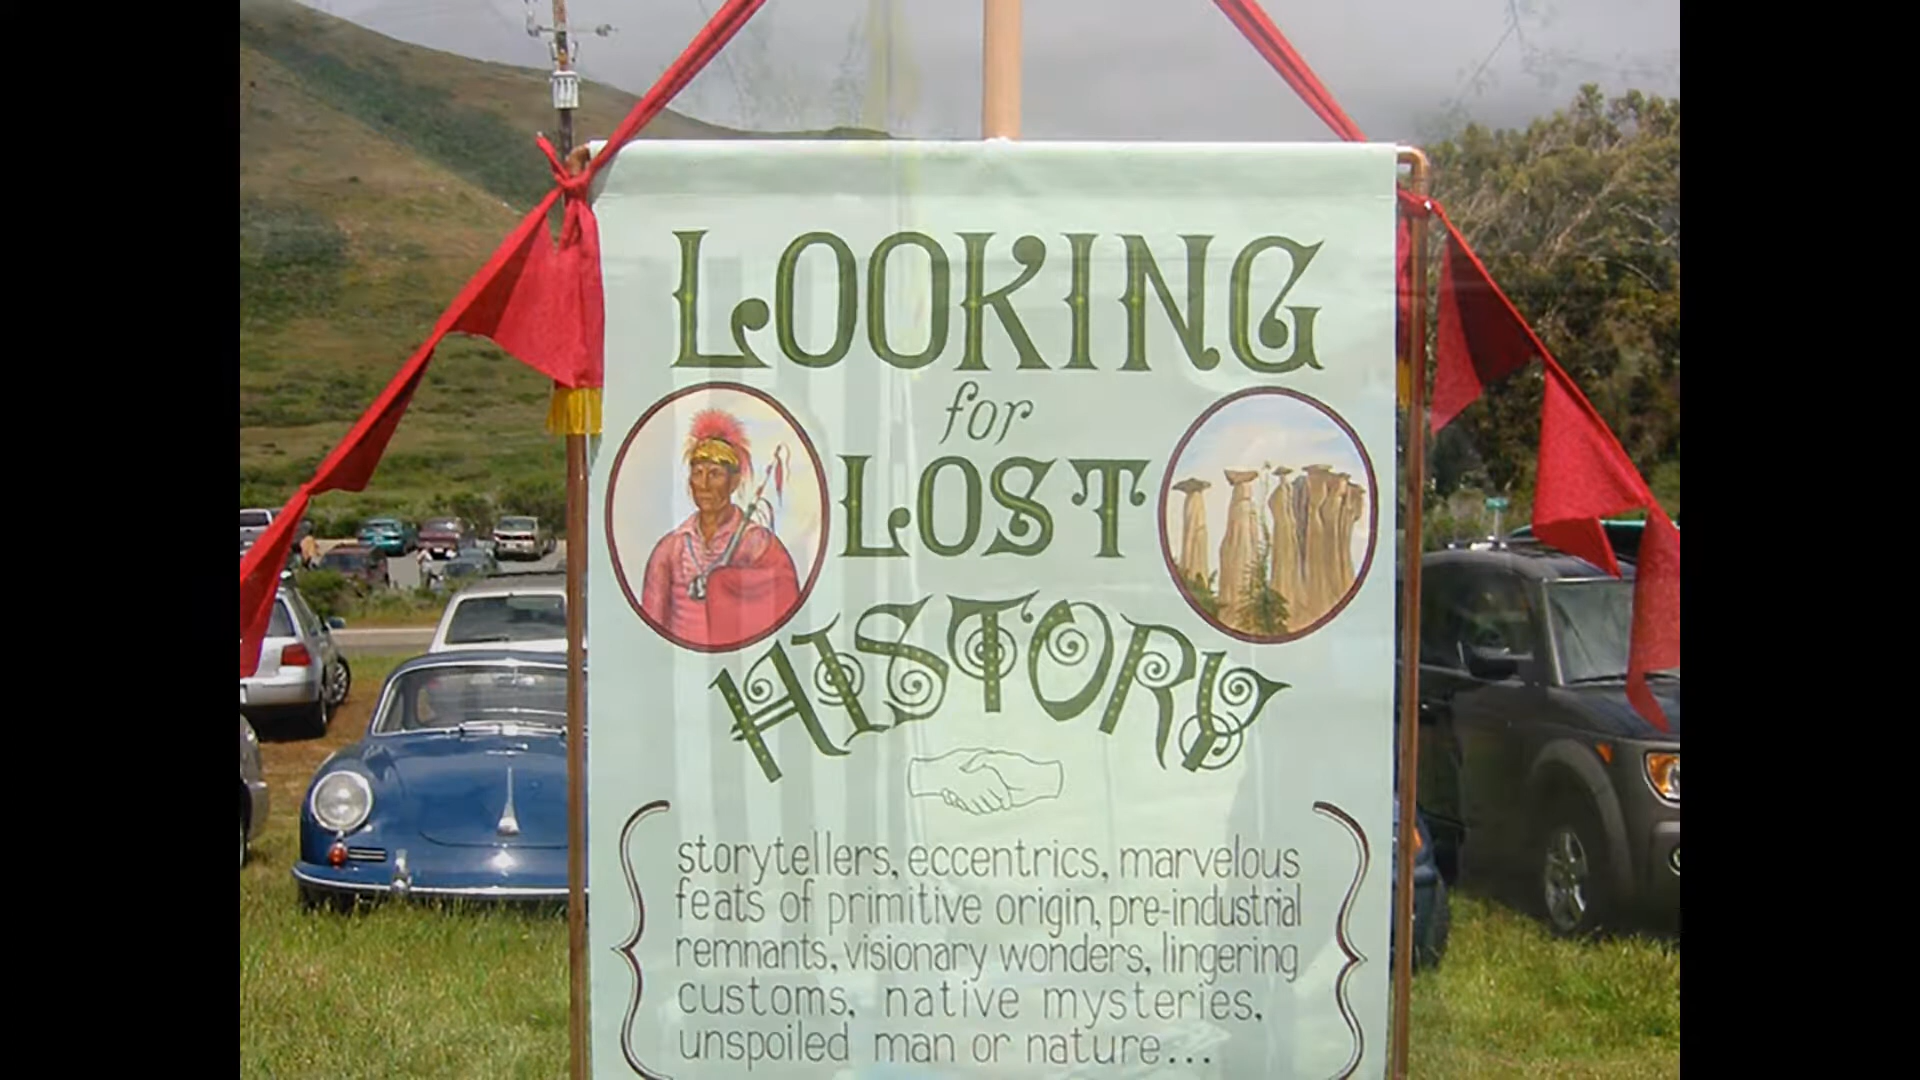 LOOKING
for
LOST
HISTORY
storytellers, eccentrics, marvelous
feats of primitive origin, pre-industrial
remnants, visionary wonders, lingering
customs, native mysteries,
unspoiled man or nature...